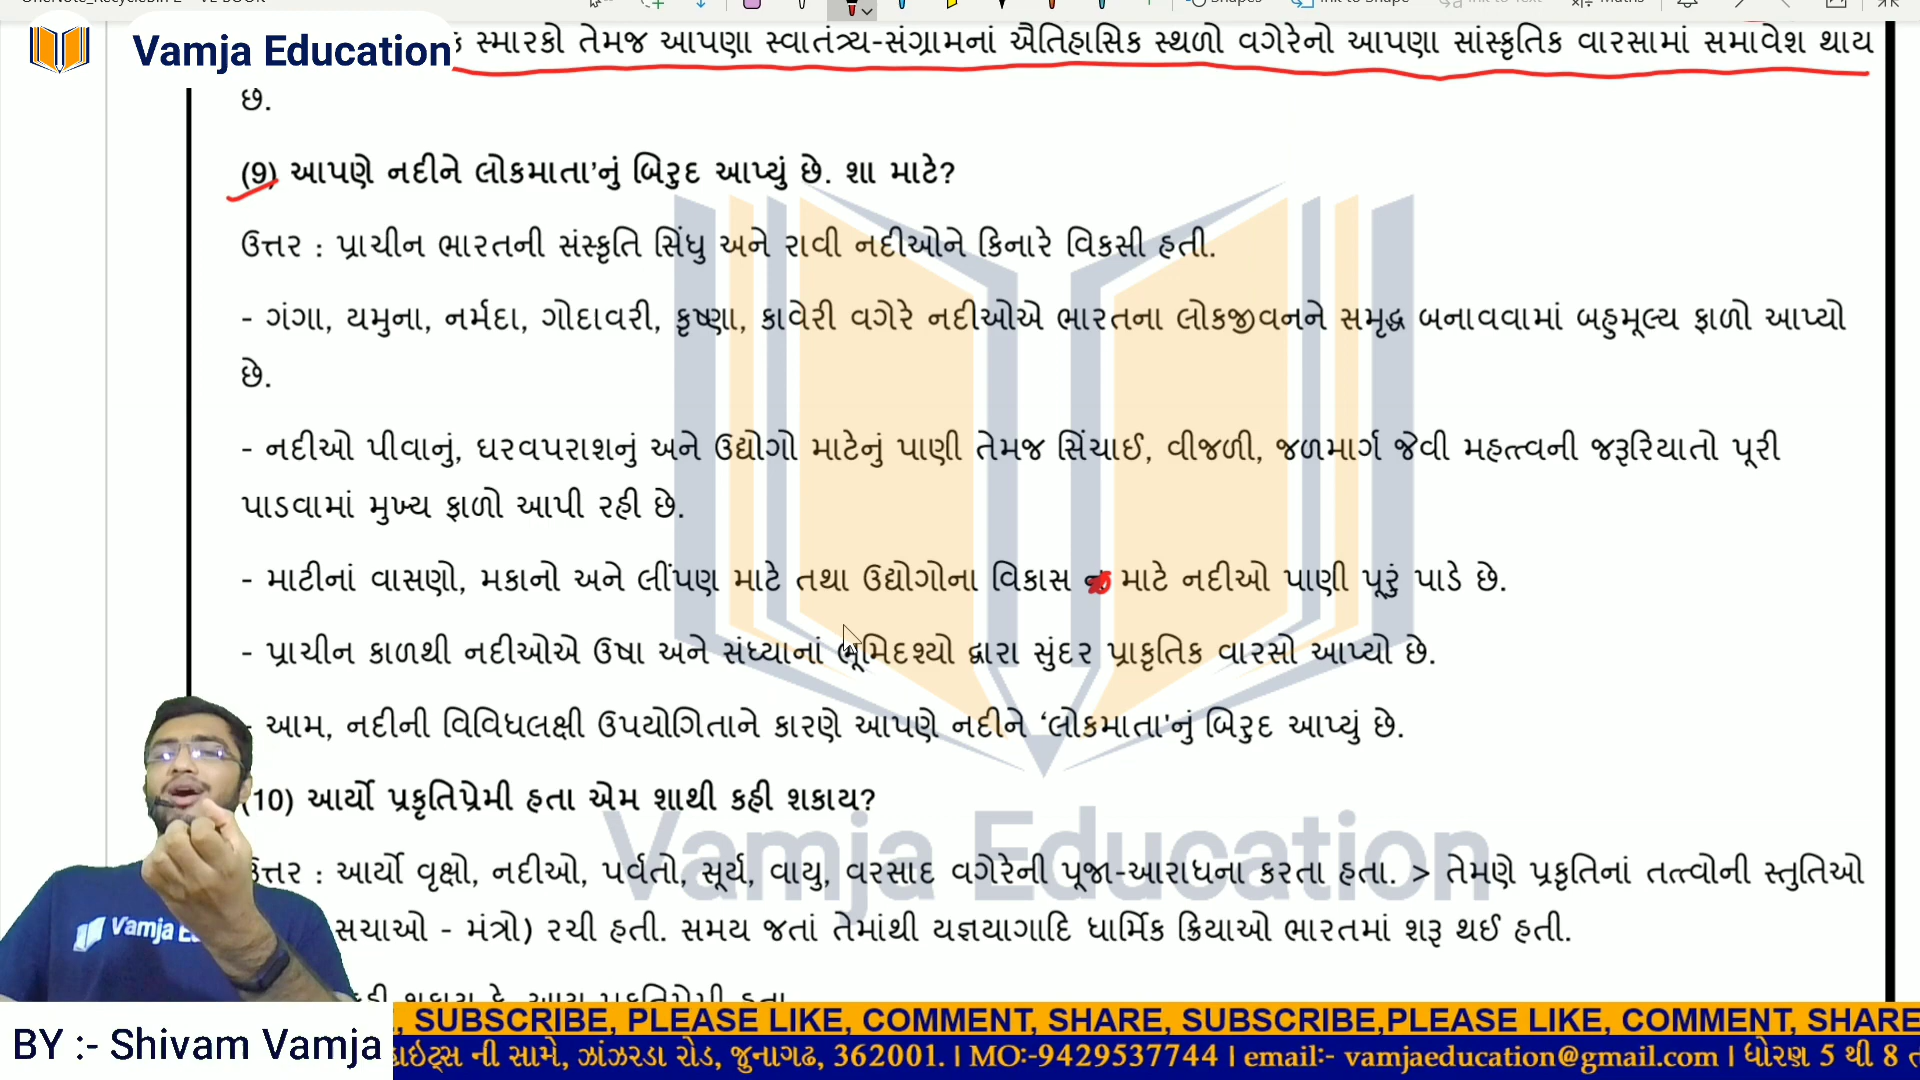 Vamja Education
સ્મારકો તેમજ આપણા સ્વાતંત્ર્ય-સંગ્રામનાં ઐતિહાસિક સ્થળો વગેરેનો આપણા સાંસ્કૃતિક વારસામાં સમાવેશ થાય
છે.
(9) આપણે નદીને લોકમાતા'નું બિરુદ આપ્યું છે. શા માટે?
ઉત્તર : પ્રાચીન ભારતની સંસ્કૃતિ સિંધુ અને રાવી નદીઓને કિનારે વિકસી હતી.
- ગંગા, યમુના, નર્મદા, ગોદાવરી, કૃષ્ણા, કાવેરી વગેરે નદીઓએ ભારતના લોકજીવનને સમૃદ્ધ બનાવવામાં બહુમૂલ્ય ફાળો આપ્યો
છે.
- નદીઓ પીવાનું, ઘરવપરાશનું અને ઉદ્યોગો માટેનું પાણી તેમજ સિંચાઈ, વીજળી, જળમાર્ગ જેવી મહત્ત્વની જરૂરિયાતો પૂરી
પાડવામાં મુખ્ય ફાળો આપી રહી છે.
- માટીનાં વાસણો, મકાનો અને લીંપણ માટે તથા ઉદ્યોગોના વિકાસ માટે નદીઓ પાણી પૂરું પાડે છે.
- પ્રાચીન કાળથી નદીઓએ ઉષા અને સંધ્યાનાં ભૂમિદશ્યો દ્વારા સુંદર પ્રાકૃતિક વારસો આપ્યો છે.
- આમ, નદીની વિવિધલક્ષી ઉપયોગિતાને કારણે આપણે નદીને ‘લોકમાતા'નું બિરુદ આપ્યું છે.
(10) આર્યો પ્રકૃતિપ્રેમી હતા એમ શાથી કહી શકાય?
ઉત્તર : આર્યો વૃક્ષો, નદીઓ, પર્વતો, સૂર્ય, વાયુ, વરસાદ વગેરેની પૂજા-આરાધના કરતા હતા. > તેમણે પ્રકૃતિનાં તત્ત્વોની સ્તુતિઓ
સચાઓ - મંત્રો) રચી હતી. સમય જતાં તેમાંથી યજ્ઞયાગાદિ ધાર્મિક ક્રિયાઓ ભારતમાં શરૂ થઈ હતી.
Vamja Education
Vamja
BY :- Shivam Vamja
, SUBSCRIBE, PLEASE LIKE, COMMENT, SHARE, SUBSCRIBE,PLEASE LIKE, COMMENT, SHARE
ની સામે, ઝાંઝરડા રોડ, જુનાગઢ, 362001. | MO:-9429537744 | email:- vamjaeducation@gmail.com | ધોરણ 5 થી 8